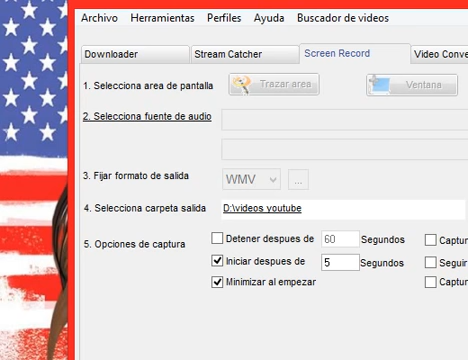 Archivo Herramientas Perfiles Ayuda Buscador de videos
Downloader Stream Catcher Screen Record Video Conve
1. Selecciona area de pantalla Trazar area Ventana
2. Selecciona fuente de audio
3. Fijar formato de salida WMV ...
4. Selecciona carpeta salida D:\videos youtube
5. Opciones de captura Detener despues de 60 Segundos Captur
Iniciar despues de 5 Segundos Seguir
Minimizar al empezar Captu